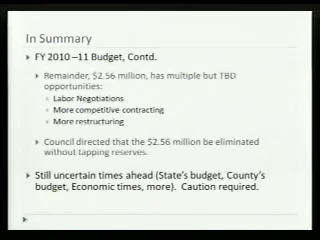 In Summary
FY 2010 –11 Budget, Contd.
Remainder, $2.56 million, has multiple but TBD
opportunities:
Labor Negotiations
More competitive contracting
More restructuring
Council directed that the $2.56 million be eliminated
without tapping reserves.
Still uncertain times ahead (State's budget, County's
budget, Economic times, more). Caution required.